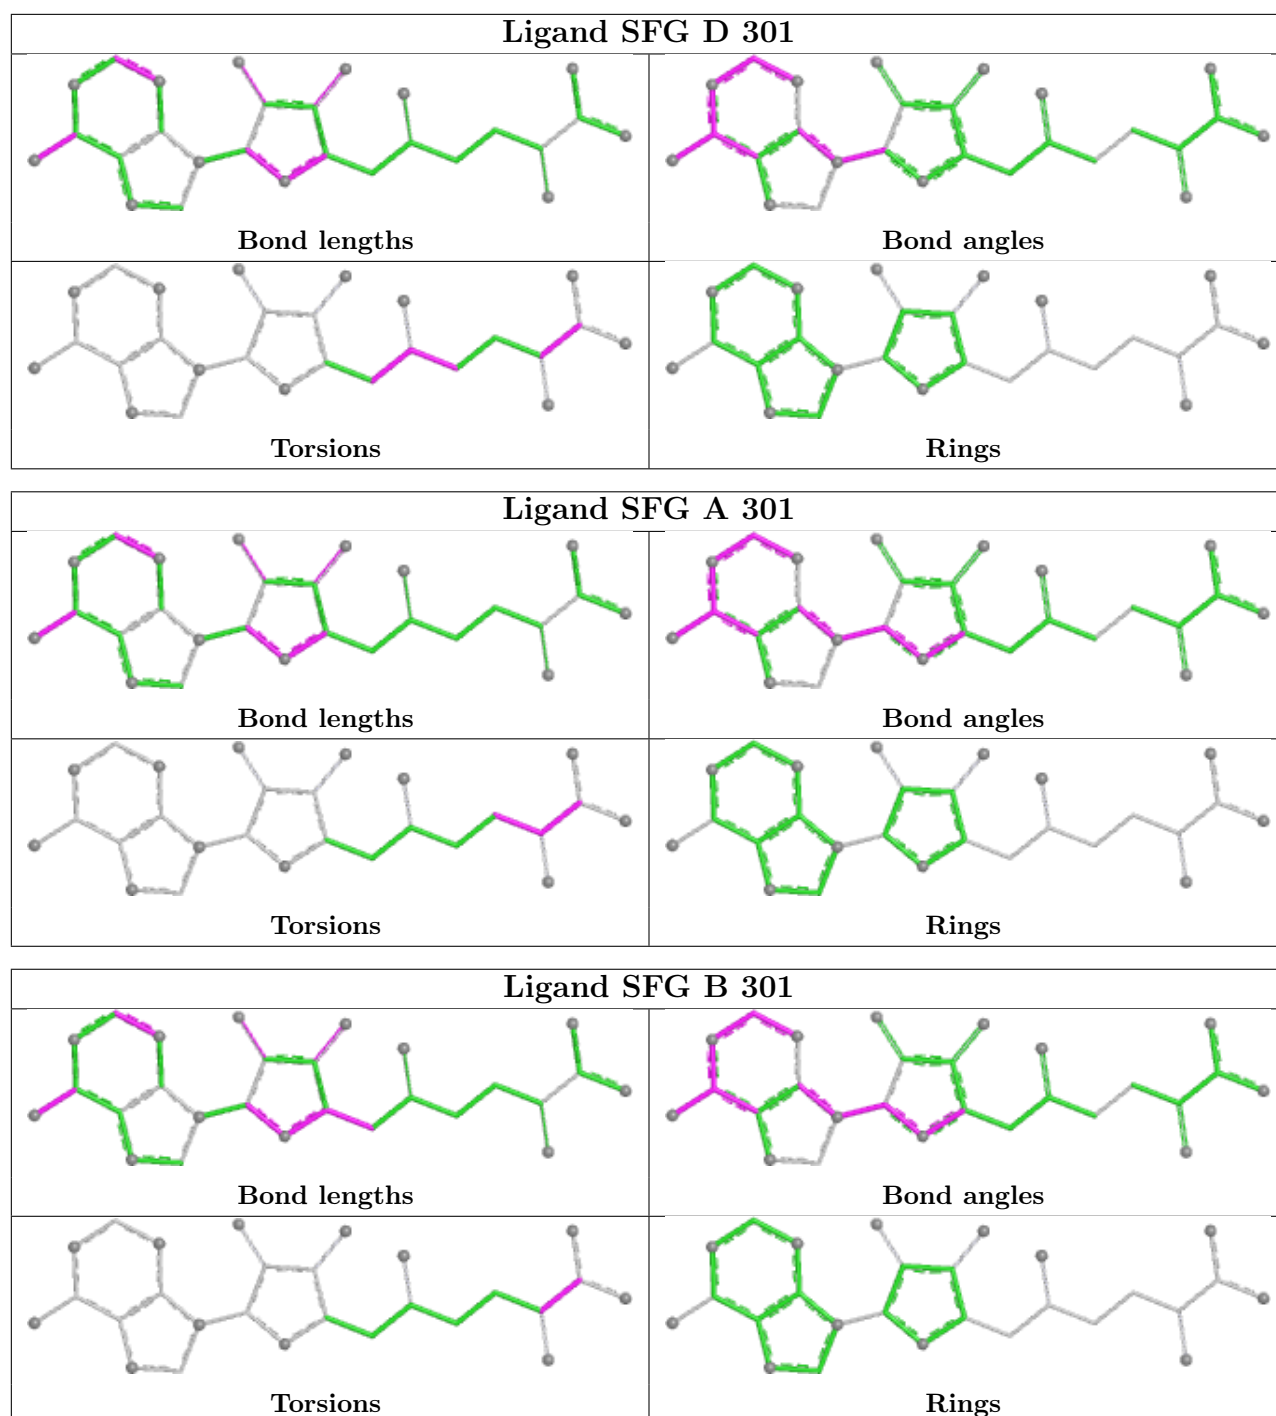 Ligand SFG D 301
Bond lengths
Bond angles
Torsions
Rings
Ligand SFG A 301
Bond lengths
Bond angles
Torsions
Rings
Ligand SFG B 301
Bond lengths
Bond angles
Torsions
Rings